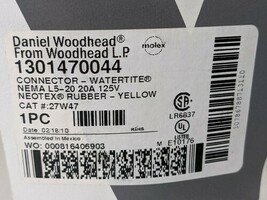 Daniel Woodhead®
From Woodhead L.P.
molex
1301470044
CONNECTOR - WATERTITE®
NEMA L5-20 20A 125V
NEOTEX® RUBBER - YELLOW
CAT #:27W47
1PC
LR6837
Date: 02/18/10
RoHS
Assembled in Mexico
LISTED
WO: 000816406903
M E10176